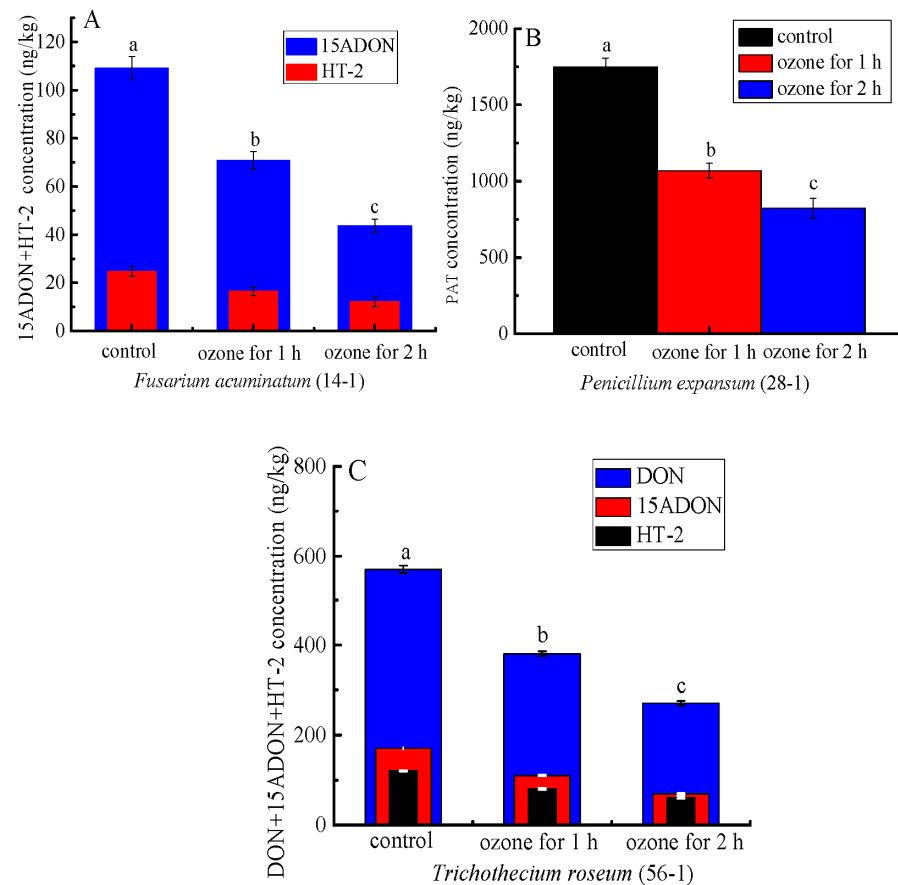 A
15ADON+HT-2 concentration (ng/kg)
120
100
80
60
40
20
0
15ADON
HT-2
a
b
c
control
ozone for 1 h
ozone for 2 h
Fusarium acuminatum (14-1)
B
PAT concontration (ng/kg)
2000
1500
1000
500
0
control
ozone for 1 h
ozone for 2 h
a
b
c
ozone for 1 h
ozone for 2 h
Penicillium expansum (28-1)
C
DON+15ADON+HT-2 concentration (ng/kg)
800
600
400
200
0
DON
15ADON
HT-2
a
b
c
control
ozone for 1 h
ozone for 2 h
Trichothecium roseum (56-1)